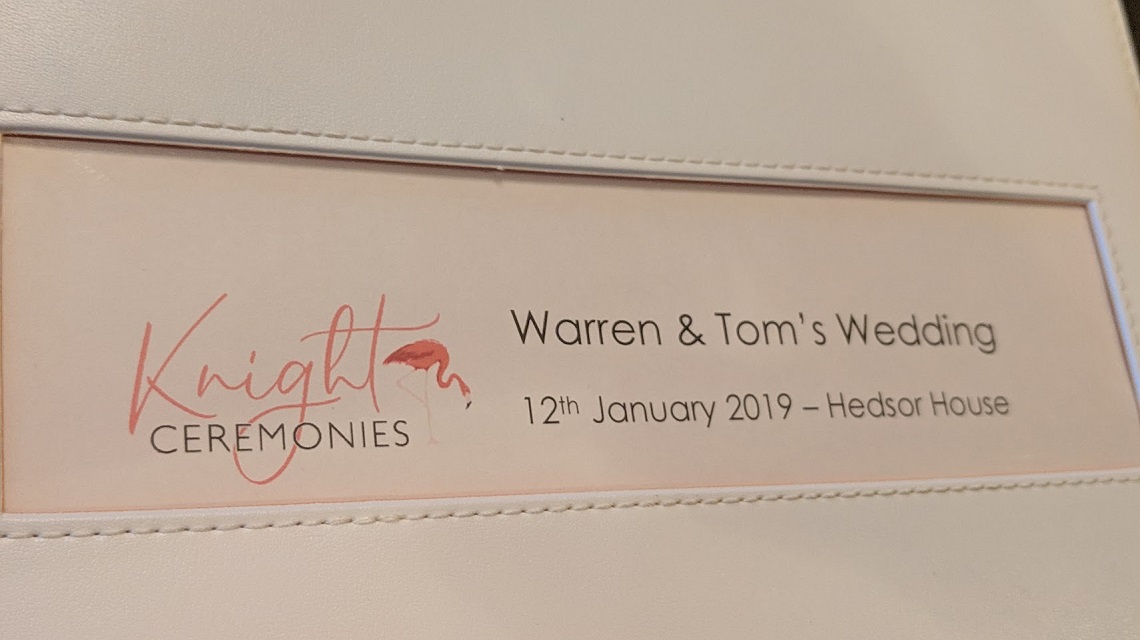 Knight
CEREMONIES
Warren & Tom's Wedding
12th January 2019 – Hedsor House